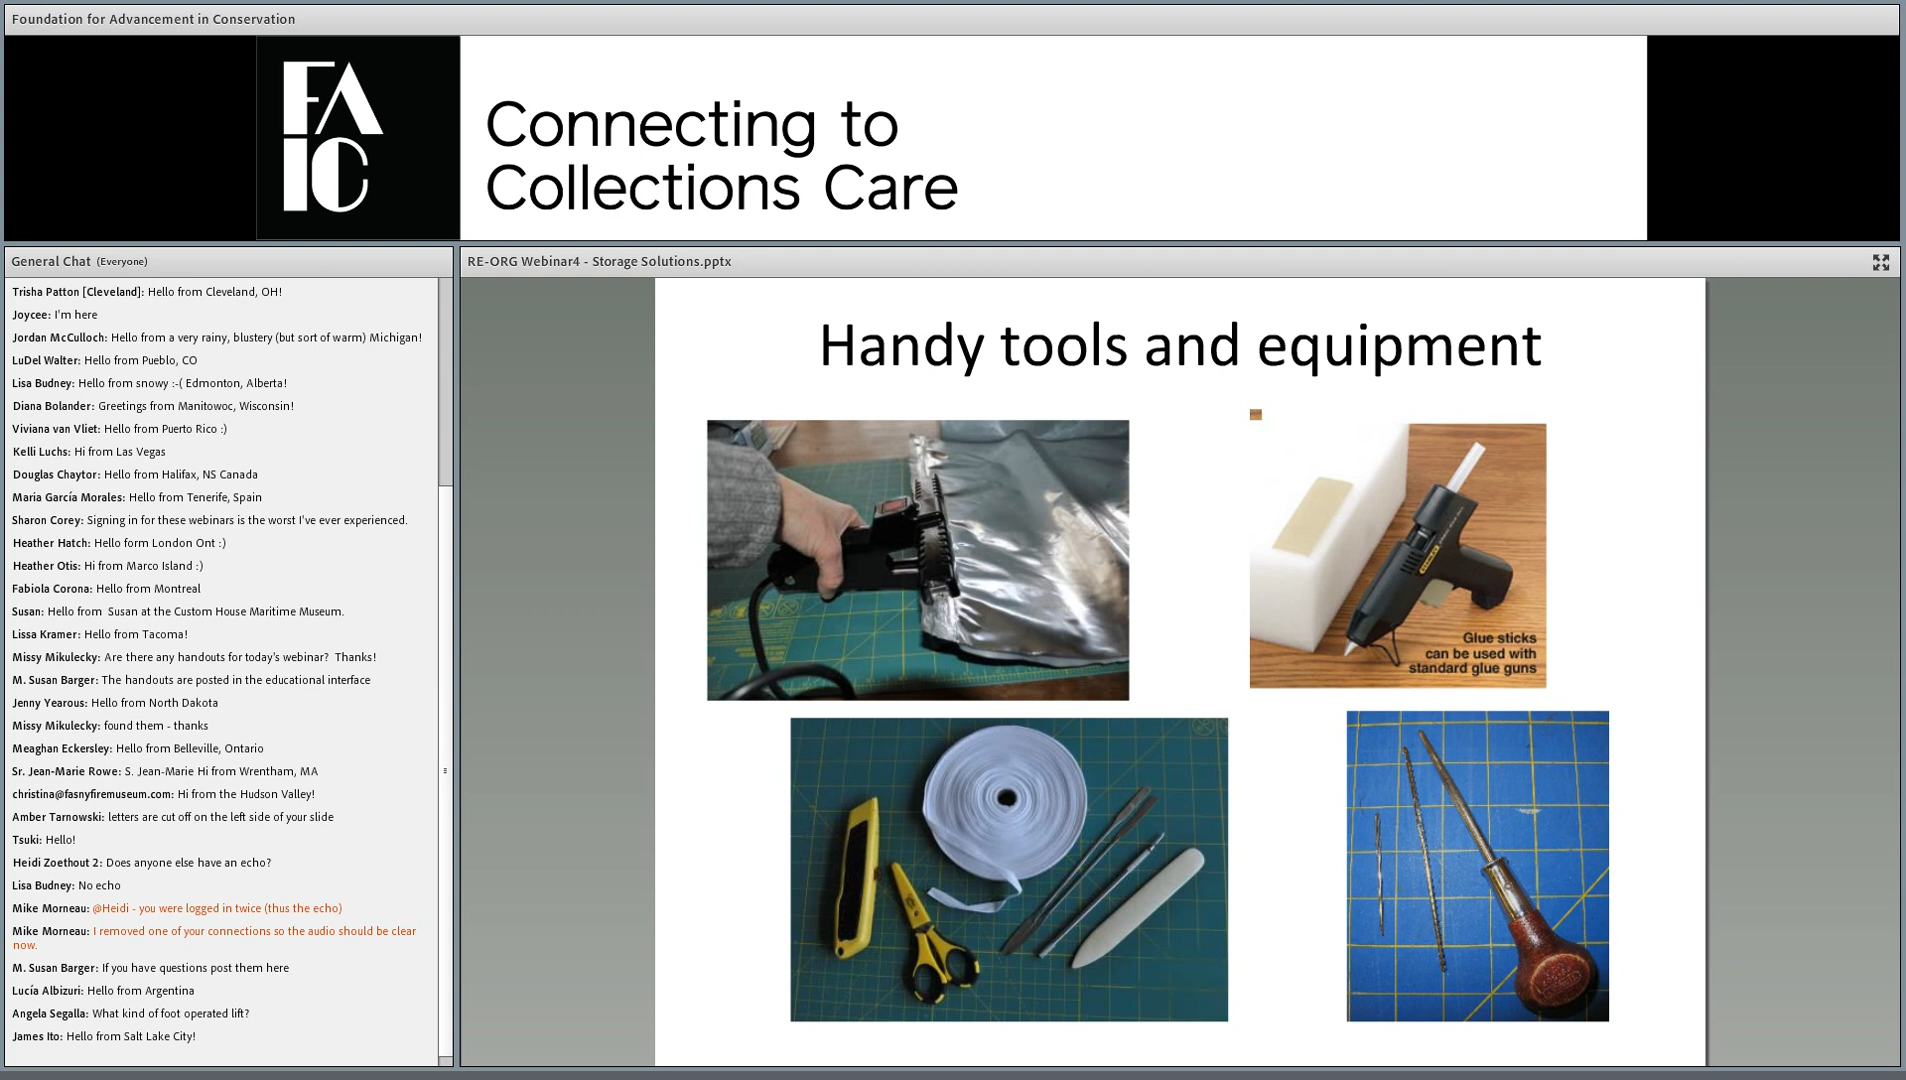 Foundation for Advancement in Conservation
FA
IC
Connecting to
Collections Care
General Chat (Everyone)
Trisha Patton [Cleveland]: Hello from Cleveland, OH!
Joycee: I'm here
Jordan McCulloch: Hello from a very rainy, blustery (but sort of warm) Michigan!
LuDel Walter: Hello from Pueblo, CO
Lisa Budney: Hello from snowy :-( Edmonton, Alberta!
Diana Bolander: Greetings from Manitowoc, Wisconsin!
Viviana van Vliet: Hello from Puerto Rico :)
Kelli Luchs: Hi from Las Vegas
Douglas Chaytor: Hello from Halifax, NS Canada
Maria García Morales: Hello from Tenerife, Spain
Sharon Corey: Signing in for these webinars is the worst I've ever experienced.
Heather Hatch: Hello form London Ont :)
Heather Otis: Hi from Marco Island :)
Fabiola Corona: Hello from Montreal
Susan: Hello from  Susan at the Custom House Maritime Museum.
Lissa Kramer: Hello from Tacoma!
Missy Mikulecky: Are there any handouts for today's webinar?  Thanks!
M. Susan Barger: The handouts are posted in the educational interface
Jenny Yearous: Hello from North Dakota
Missy Mikulecky: found them - thanks
Meaghan Eckersley: Hello from Belleville, Ontario
Sr. Jean-Marie Rowe: S. Jean-Marie Hi from Wrentham, MA
christina@fasnyfiremuseum.com: Hi from the Hudson Valley!
Amber Tarnowski: letters are cut off on the left side of your slide
Tsuki: Hello!
Heidi Zoethout 2: Does anyone else have an echo?
Lisa Budney: No echo
Mike Morneau: @Heidi - you were logged in twice (thus the echo)
Mike Morneau: I removed one of your connections so the audio should be clear
now.
M. Susan Barger: If you have questions post them here
Lucía Albizuri: Hello from Argentina
Angela Segalla: What kind of foot operated lift?
James Ito: Hello from Salt Lake City!
RE-ORG Webinar4 - Storage Solutions.pptx
Handy tools and equipment
STANLEY
Glue sticks
can be used with
standard glue guns